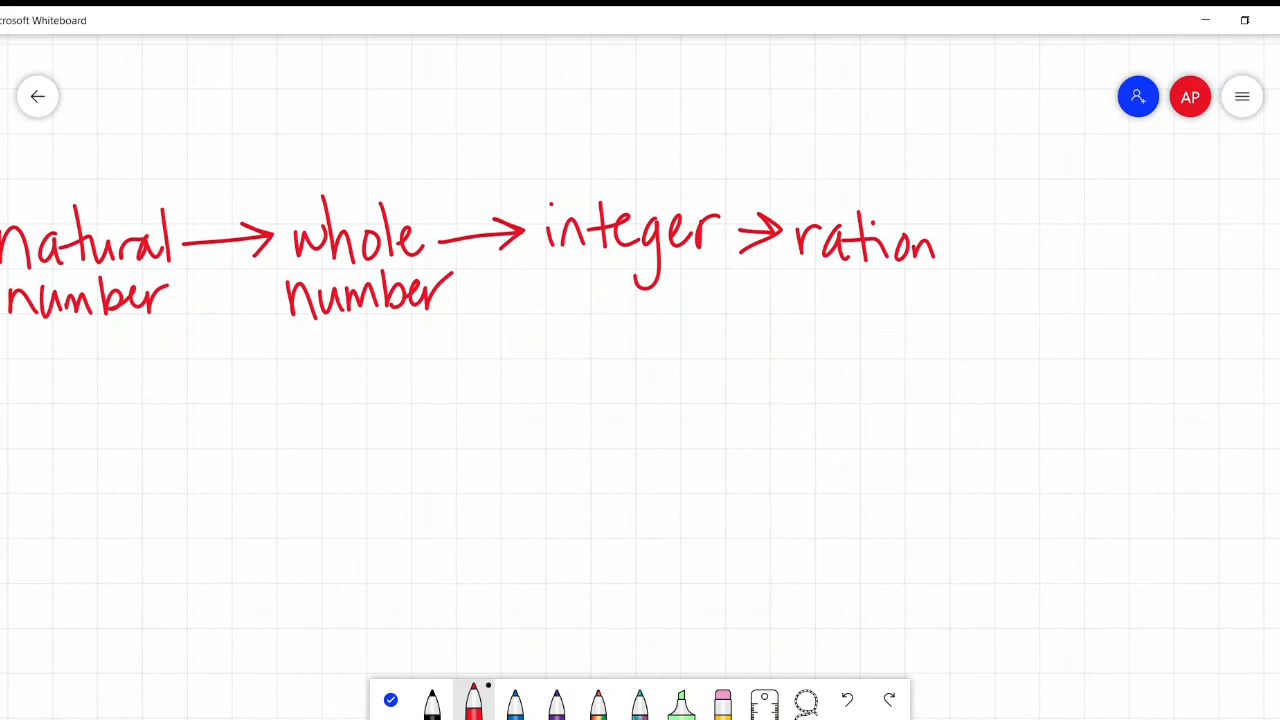 crosoft Whiteboard
AP
natural → whole → integer → ration
number number